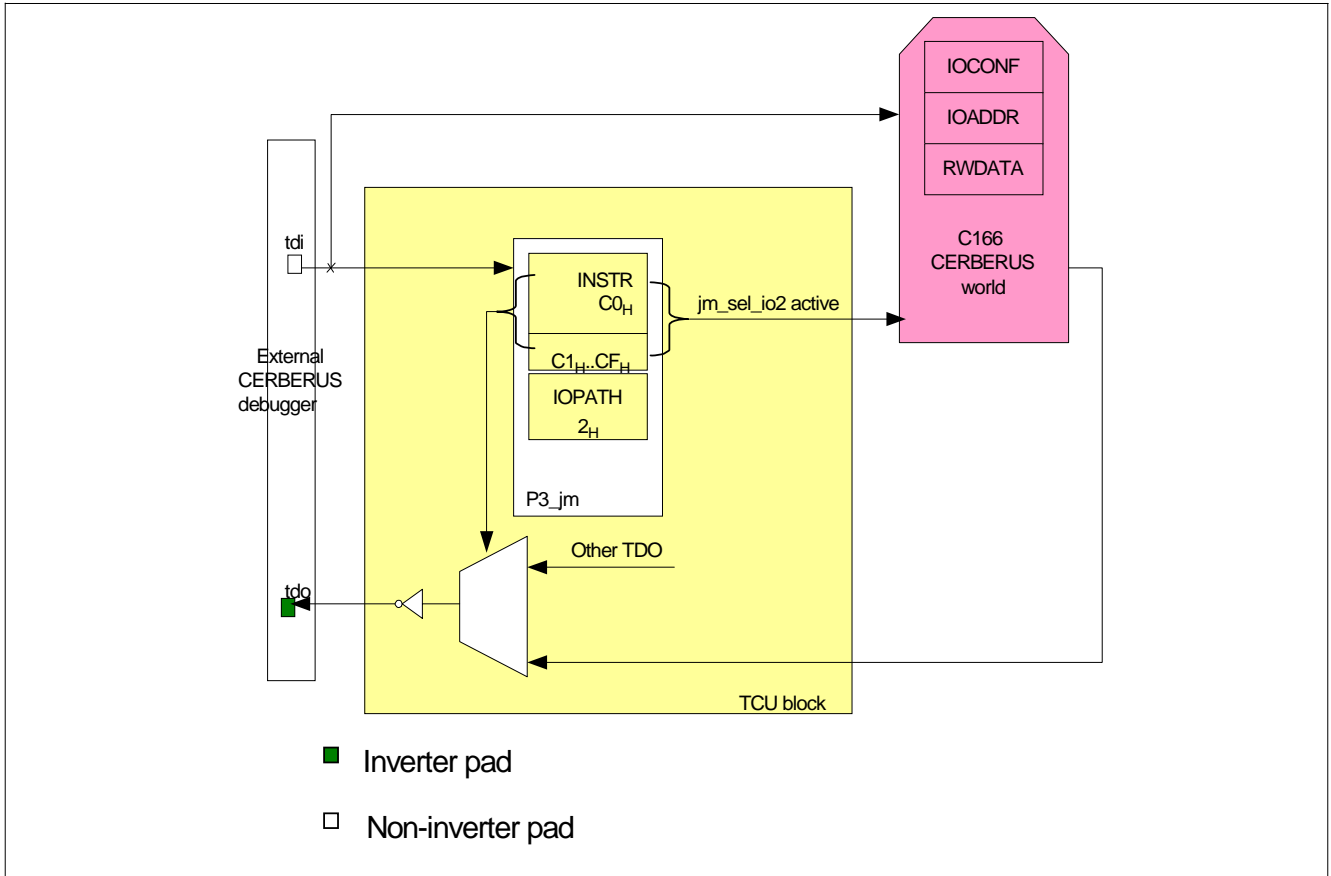 IOCONF
IOADDR
RWDATA
C166
CERBERUS
world
tdi
INSTR
C0H
jm_sel_io2 active
C1H..CFH
IOPATH
2H
P3_jm
External
CERBERUS
debugger
Other TDO
tdo
TCU block
Inverter pad
Non-inverter pad